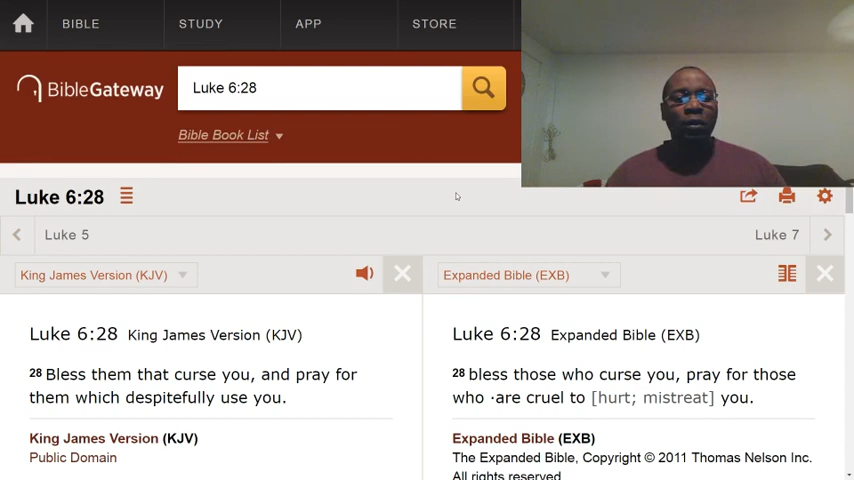 BIBLE STUDY APP STORE
BibleGateway
Luke 6:28
Bible Book List
Luke 6:28
Luke 5
Luke 7
King James Version (KJV)
Expanded Bible (EXB)
Luke 6:28 King James Version (KJV)
28 Bless them that curse you, and pray for
them which despitefully use you.
King James Version (KJV)
Public Domain
Luke 6:28 Expanded Bible (EXB)
28 bless those who curse you, pray for those
who ·are cruel to [hurt; mistreat] you.
Expanded Bible (EXB)
The Expanded Bible, Copyright © 2011 Thomas Nelson Inc.
All rights reserved